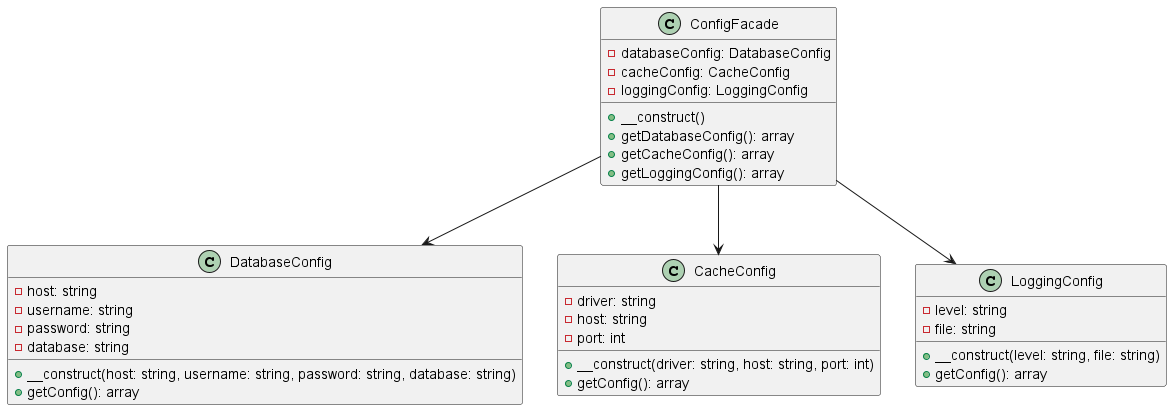 C ConfigFacade
databaseConfig: DatabaseConfig
cacheConfig: CacheConfig
loggingConfig: LoggingConfig
__construct()
getDatabaseConfig(): array
getCacheConfig(): array
getLoggingConfig(): array
C DatabaseConfig
host: string
username: string
password: string
database: string
__construct(host: string, username: string, password: string, database: string)
getConfig(): array
C CacheConfig
driver: string
host: string
port: int
__construct(driver: string, host: string, port: int)
getConfig(): array
C LoggingConfig
level: string
file: string
__construct(level: string, file: string)
getConfig(): array